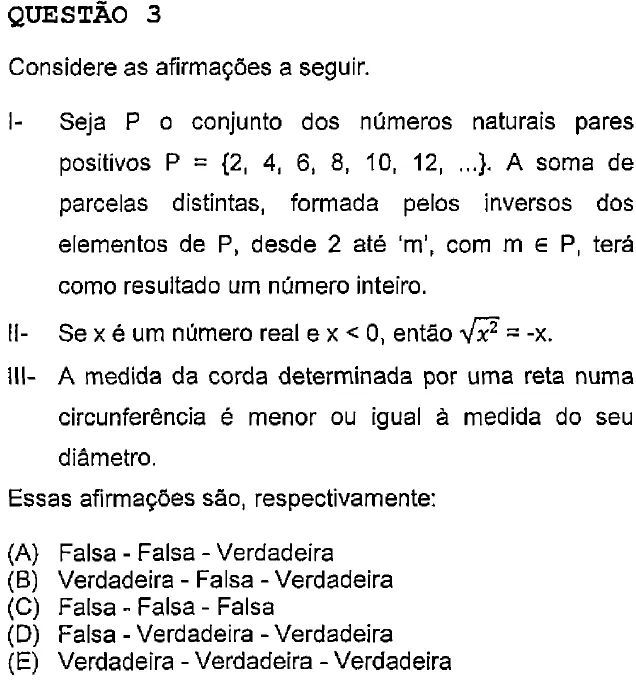 QUESTÃO 3
Considere as afirmações a seguir.
I- Seja P o conjunto dos números naturais pares
positivos P = {2, 4, 6, 8, 10, 12, ...}. A soma de
parcelas distintas, formada pelos inversos dos
elementos de P, desde 2 até 'm', com m ∈ P, terá
como resultado um número inteiro.
II- Se x é um número real e x < 0, então √x² = -x.
III- A medida da corda determinada por uma reta numa
circunferência é menor ou igual à medida do seu
diâmetro.
Essas afirmações são, respectivamente:
(A) Falsa - Falsa - Verdadeira
(B) Verdadeira - Falsa - Verdadeira
(C) Falsa - Falsa - Falsa
(D) Falsa - Verdadeira - Verdadeira
(E) Verdadeira - Verdadeira - Verdadeira